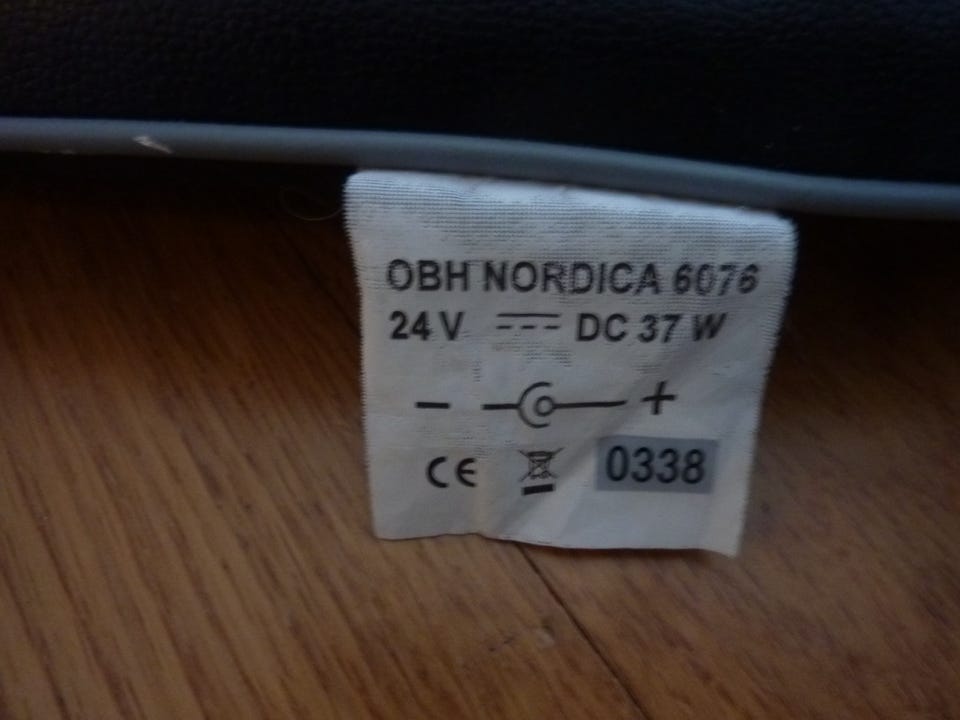 OBH NORDICA 6076
24 V DC 37 W
- +
CE 0338